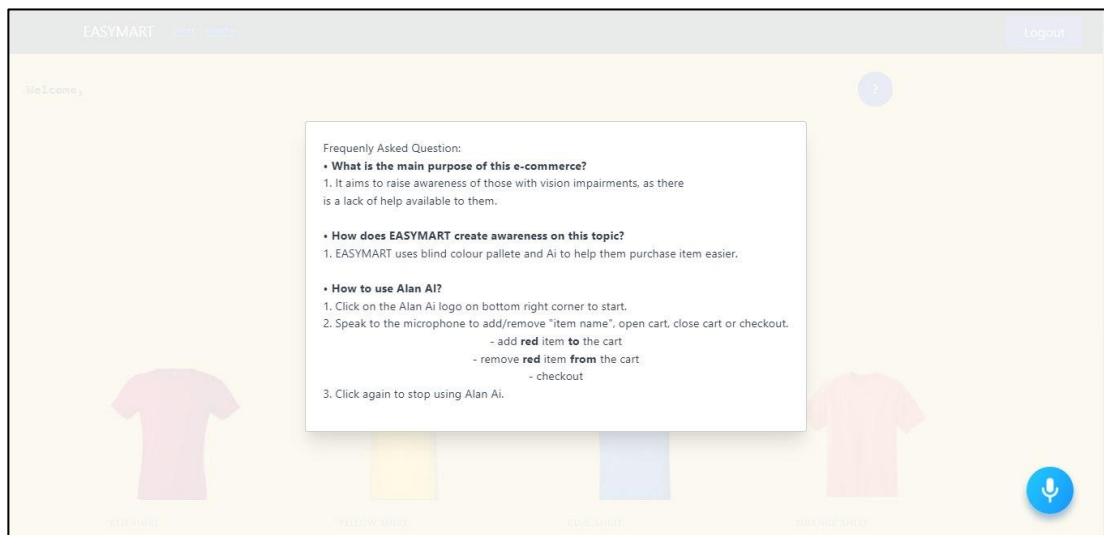 EASYMART
Logout
Welcome,
?
Frequenly Asked Question:
• What is the main purpose of this e-commerce?
1. It aims to raise awareness of those with vision impairments, as there
is a lack of help available to them.
• How does EASYMART create awareness on this topic?
1. EASYMART uses blind colour pallete and Ai to help them purchase item easier.
• How to use Alan AI?
1. Click on the Alan Ai logo on bottom right corner to start.
2. Speak to the microphone to add/remove "item name", open cart, close cart or checkout.
- add red item to the cart
- remove red item from the cart
- checkout
3. Click again to stop using Alan Ai.
RED SHIRT
YELLOW SHIRT
BLUE SHIRT
ORANGE SHIRT